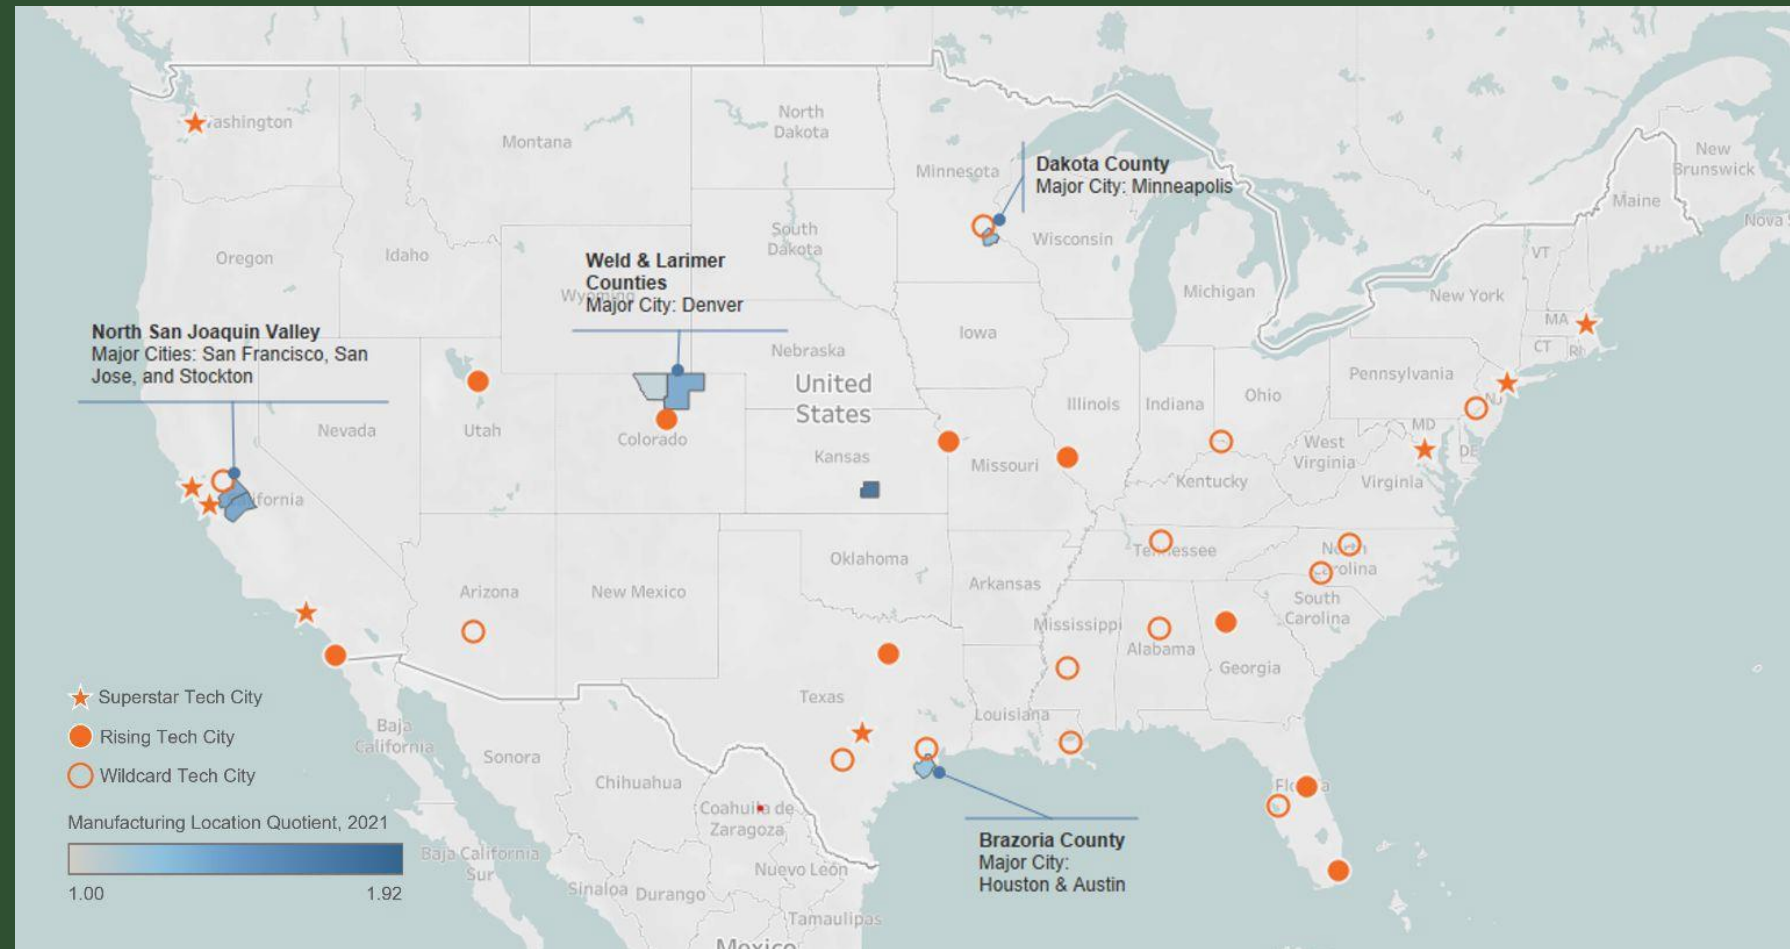 North Dakota
Washington
Montana
Minnesota
Dakota County
Major City: Minneapolis
New Brunswick
Maine
Nova
South Dakota
Wisconsin
Oregon
Idaho
Weld & Larimer
Counties
Major City: Denver
Wyoming
Michigan
VT
New York
MA
CT
RI
North San Joaquin Valley
Major Cities: San Francisco, San
Jose, and Stockton
Iowa
Nebraska
Pennsylvania
United
States
Illinois
Indiana
Ohio
NJ
Nevada
Utah
Colorado
MD
DE
West
Virginia
Virginia
Kansas
Missouri
Kentucky
California
Oklahoma
Tennessee
North
Carolina
Arizona
New Mexico
Arkansas
South
Carolina
Mississippi
Alabama
Georgia
Texas
Louisiana
Superstar Tech City
Rising Tech City
Wildcard Tech City
Baja
California
Sonora
Chihuahua
Florida
Coahuila de
Zaragoza
Manufacturing Location Quotient, 2021
1.00
1.92
Baja California
Sur
Nuevo León
Sinaloa
Durango
Tamaulipas
Mexico
Brazoria County
Major City:
Houston & Austin